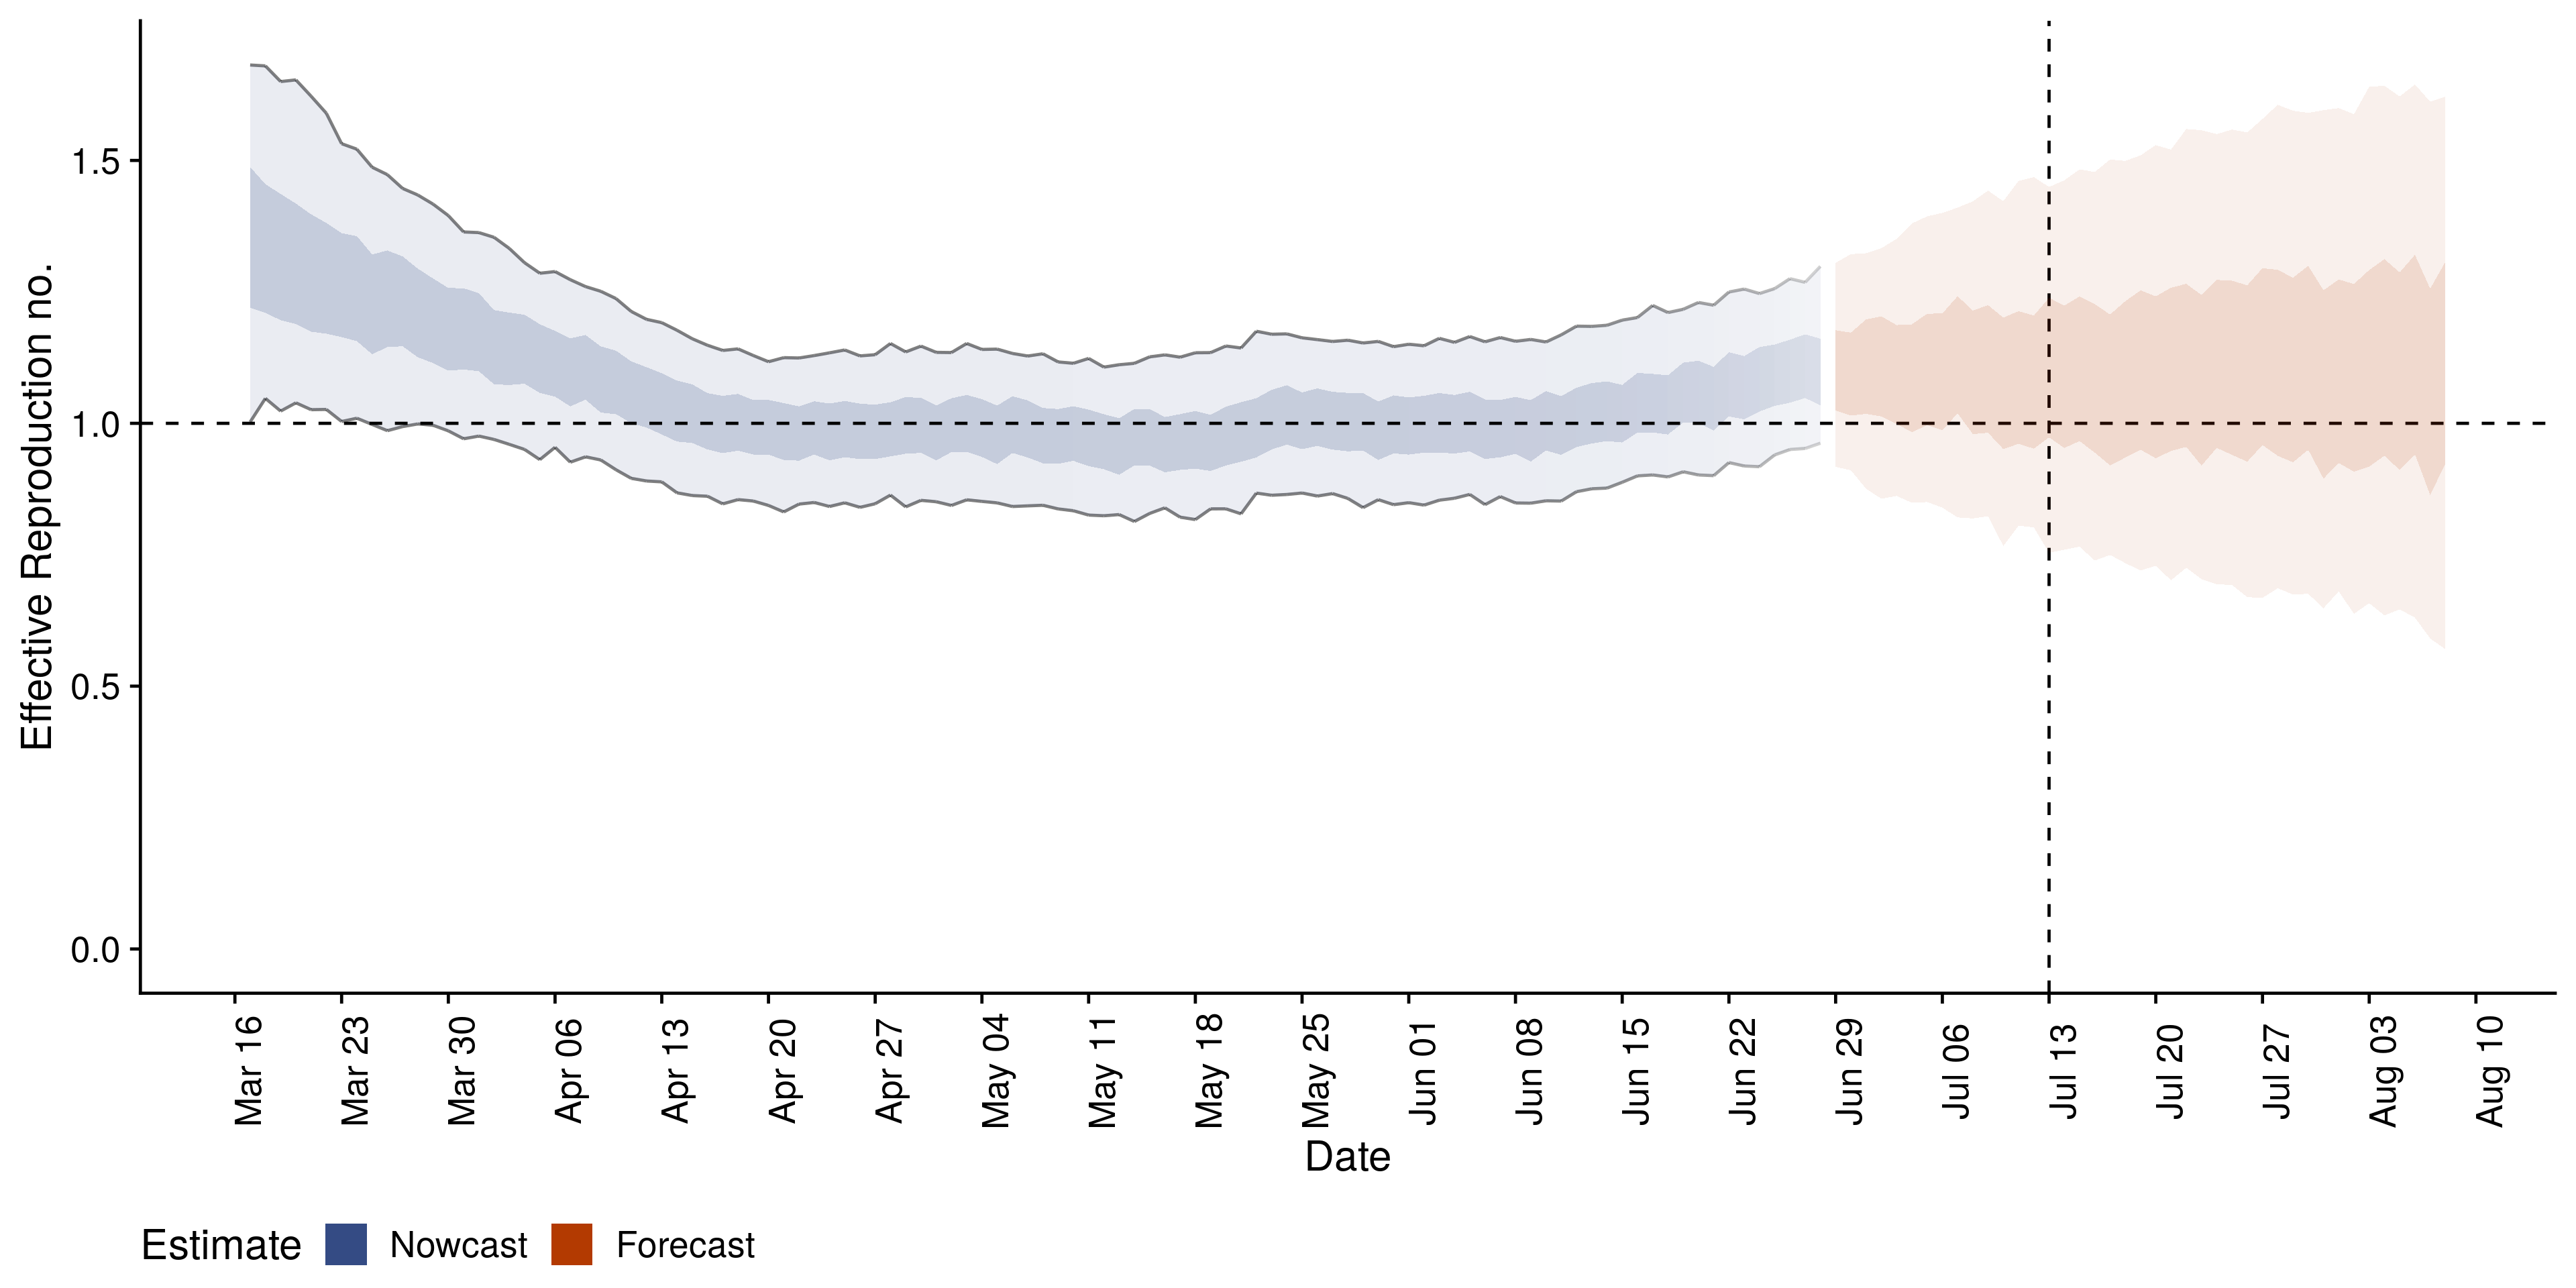 Effective Reproduction no.
1.5
1.0
0.5
0.0
Mar 16
Mar 23
Mar 30
Apr 06
Apr 13
Apr 20
Apr 27
May 04
May 11
May 18
May 25
Jun 01
Jun 08
Jun 15
Jun 22
Jun 29
Jul 06
Jul 13
Jul 20
Jul 27
Aug 03
Aug 10
Date
Estimate Nowcast Forecast